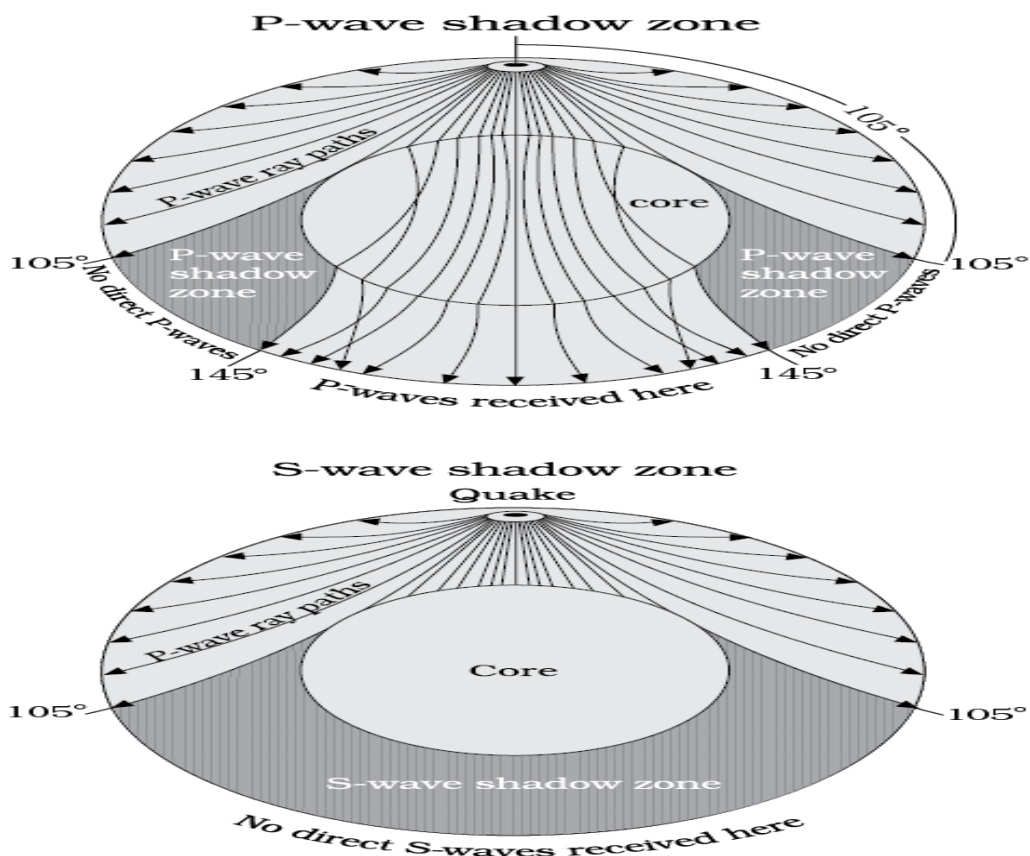 P-wave shadow zone
105°
P-wave ray paths
core
P-wave
shadow
zone
P-wave
shadow
zone
105°
105°
No direct P-waves
No direct P-waves
145°
145°
P-waves received here
S-wave shadow zone
Quake
P-wave ray paths
Core
105°
105°
S-wave shadow zone
No direct S-waves received here